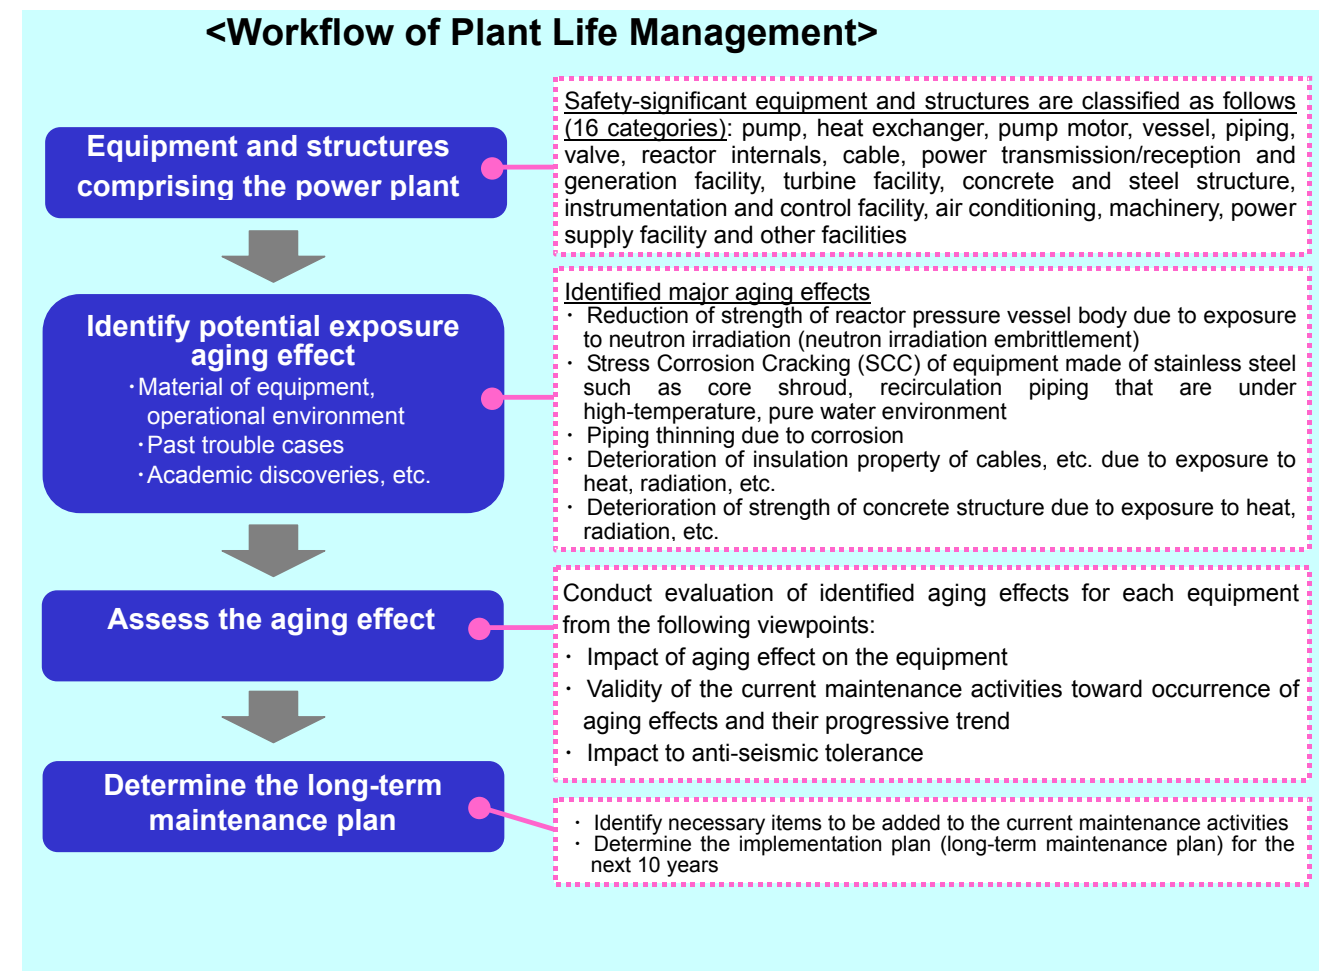 <Workflow of Plant Life Management>
Equipment and structures
comprising the power plant
Safety-significant equipment and structures are classified as follows
(16 categories): pump, heat exchanger, pump motor, vessel, piping,
valve, reactor internals, cable, power transmission/reception and
generation facility, turbine facility, concrete and steel structure,
instrumentation and control facility, air conditioning, machinery, power
supply facility and other facilities
Identify potential exposure
aging effect
・Material of equipment,
operational environment
・Past trouble cases
・Academic discoveries, etc.
Identified major aging effects
・ Reduction of strength of reactor pressure vessel body due to exposure
to neutron irradiation (neutron irradiation embrittlement)
・ Stress Corrosion Cracking (SCC) of equipment made of stainless steel
such as core shroud, recirculation piping that are under
high-temperature, pure water environment
・ Piping thinning due to corrosion
・ Deterioration of insulation property of cables, etc. due to exposure to
heat, radiation, etc.
・ Deterioration of strength of concrete structure due to exposure to heat,
radiation, etc.
Assess the aging effect
Conduct evaluation of identified aging effects for each equipment
from the following viewpoints:
・ Impact of aging effect on the equipment
・ Validity of the current maintenance activities toward occurrence of
aging effects and their progressive trend
・ Impact to anti-seismic tolerance
Determine the long-term
maintenance plan
・ Identify necessary items to be added to the current maintenance activities
・ Determine the implementation plan (long-term maintenance plan) for the
next 10 years